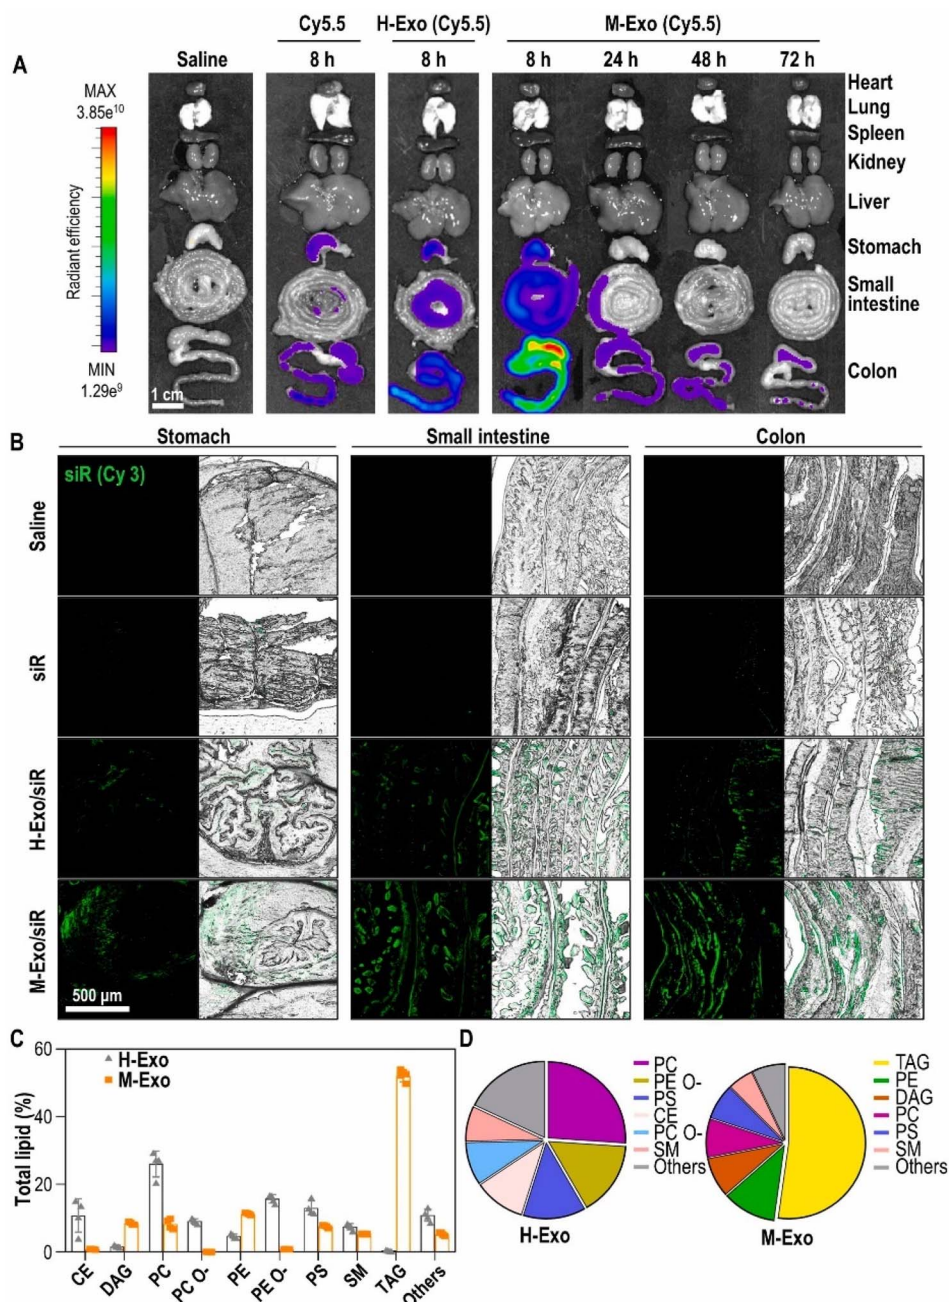 Cy5.5 H-Exo (Cy5.5) M-Exo (Cy5.5)
A Saline 8 h 8 h 8 h 24 h 48 h 72 h
MAX
3.85e10
Radiant efficiency
MIN
1.29e9
1 cm
Heart
Lung
Spleen
Kidney
Liver
Stomach
Small
intestine
Colon
B Stomach Small intestine Colon
siR (Cy 3)
Saline
siR
H-Exo/siR
M-Exo/siR
500 µm
C
Total lipid (%)
60
40
20
0
H-Exo
M-Exo
CE DAG PC PC O- PE PE O- PS SM TAG Others
D
PC
PE O-
PS
CE
PC O-
SM
Others
H-Exo
TAG
PE
DAG
PC
PS
SM
Others
M-Exo